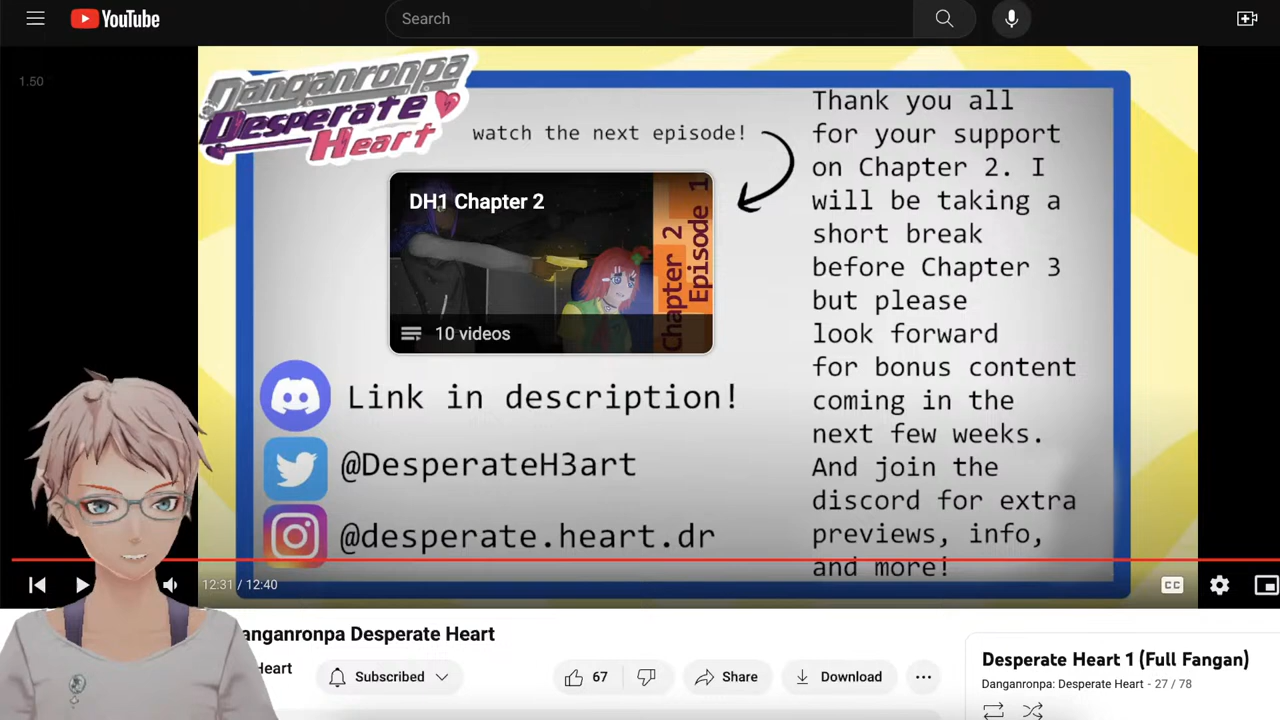 YouTube
Search
1.50
Danganronpa
Desperate
Heart
watch the next episode!
DH1 Chapter 2
Chapter 2
Episode 1
10 videos
Link in description!
@DesperateH3art
@desperate.heart.dr
Thank you all
for your support
on Chapter 2. I
will be taking a
short break
before Chapter 3
but please
look forward
for bonus content
coming in the
next few weeks.
And join the
discord for extra
previews, info,
and more!
12:31 / 12:40
CC
anganronpa Desperate Heart
Heart
Subscribed
67
Share
Download
Desperate Heart 1 (Full Fangan)
Danganronpa: Desperate Heart - 27 / 78